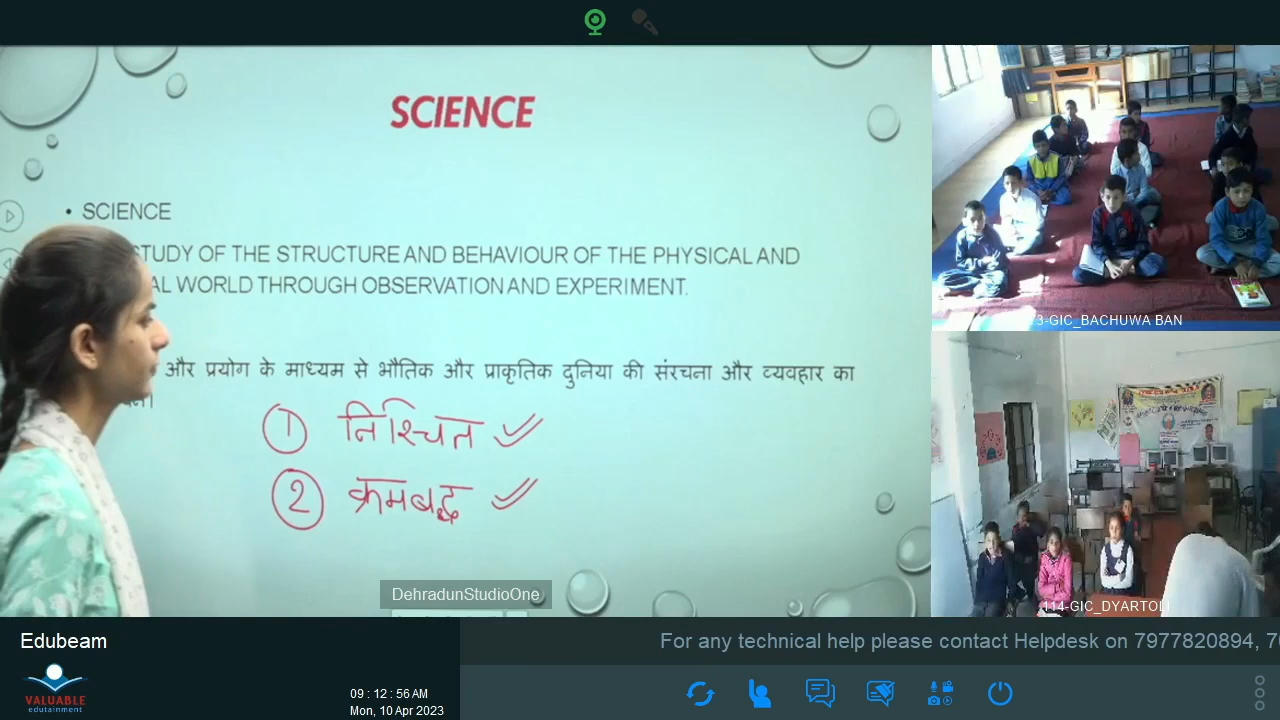 SCIENCE
• SCIENCE
STUDY OF THE STRUCTURE AND BEHAVIOUR OF THE PHYSICAL AND
AL WORLD THROUGH OBSERVATION AND EXPERIMENT.
और प्रयोग के माध्यम से भौतिक और प्राकृतिक दुनिया की संरचना और व्यवहार का
① निश्चित
② क्रमबद्ध
DehradunStudioOne
3-GIC_BACHUWA BAN
114-GIC_DYARTOLI
Edubeam
For any technical help please contact Helpdesk on 7977820894, 7
VALUABLE
edutainment
09 : 12 : 56 AM
Mon, 10 Apr 2023